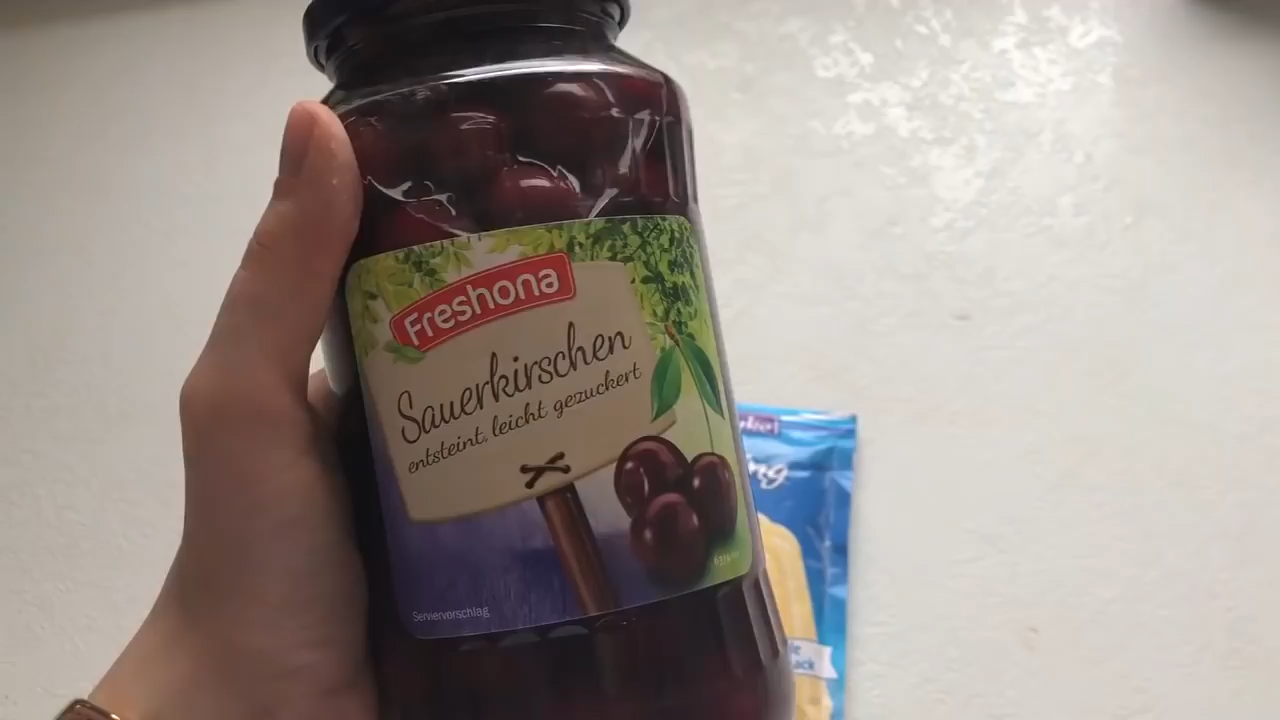 Freshona
Sauerkirschen
entsteint, leicht gezuckert
Serviervorschlag